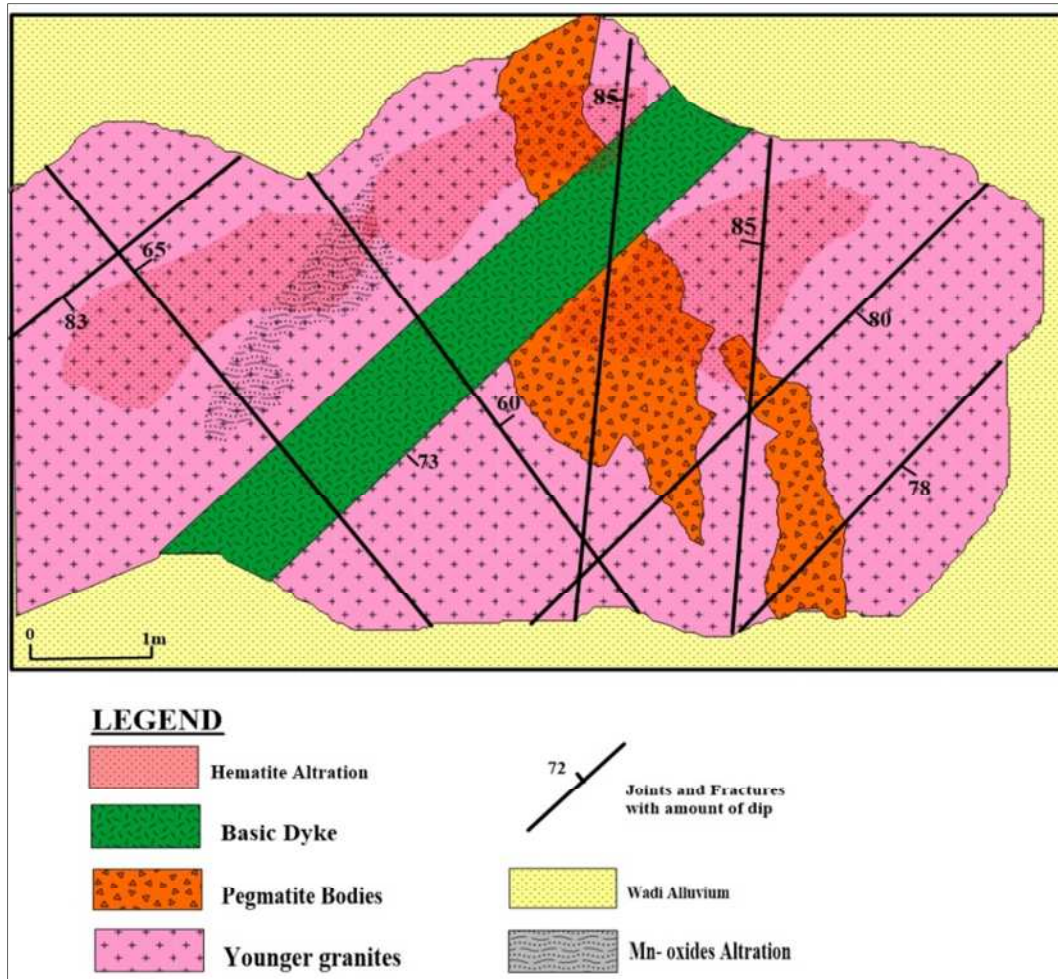 85
65
85
83
80
60
73
78
0
1m
LEGEND
Hematite Altration
72
Joints and Fractures
with amount of dip
Basic Dyke
Pegmatite Bodies
Wadi Alluvium
Younger granites
Mn- oxides Altration